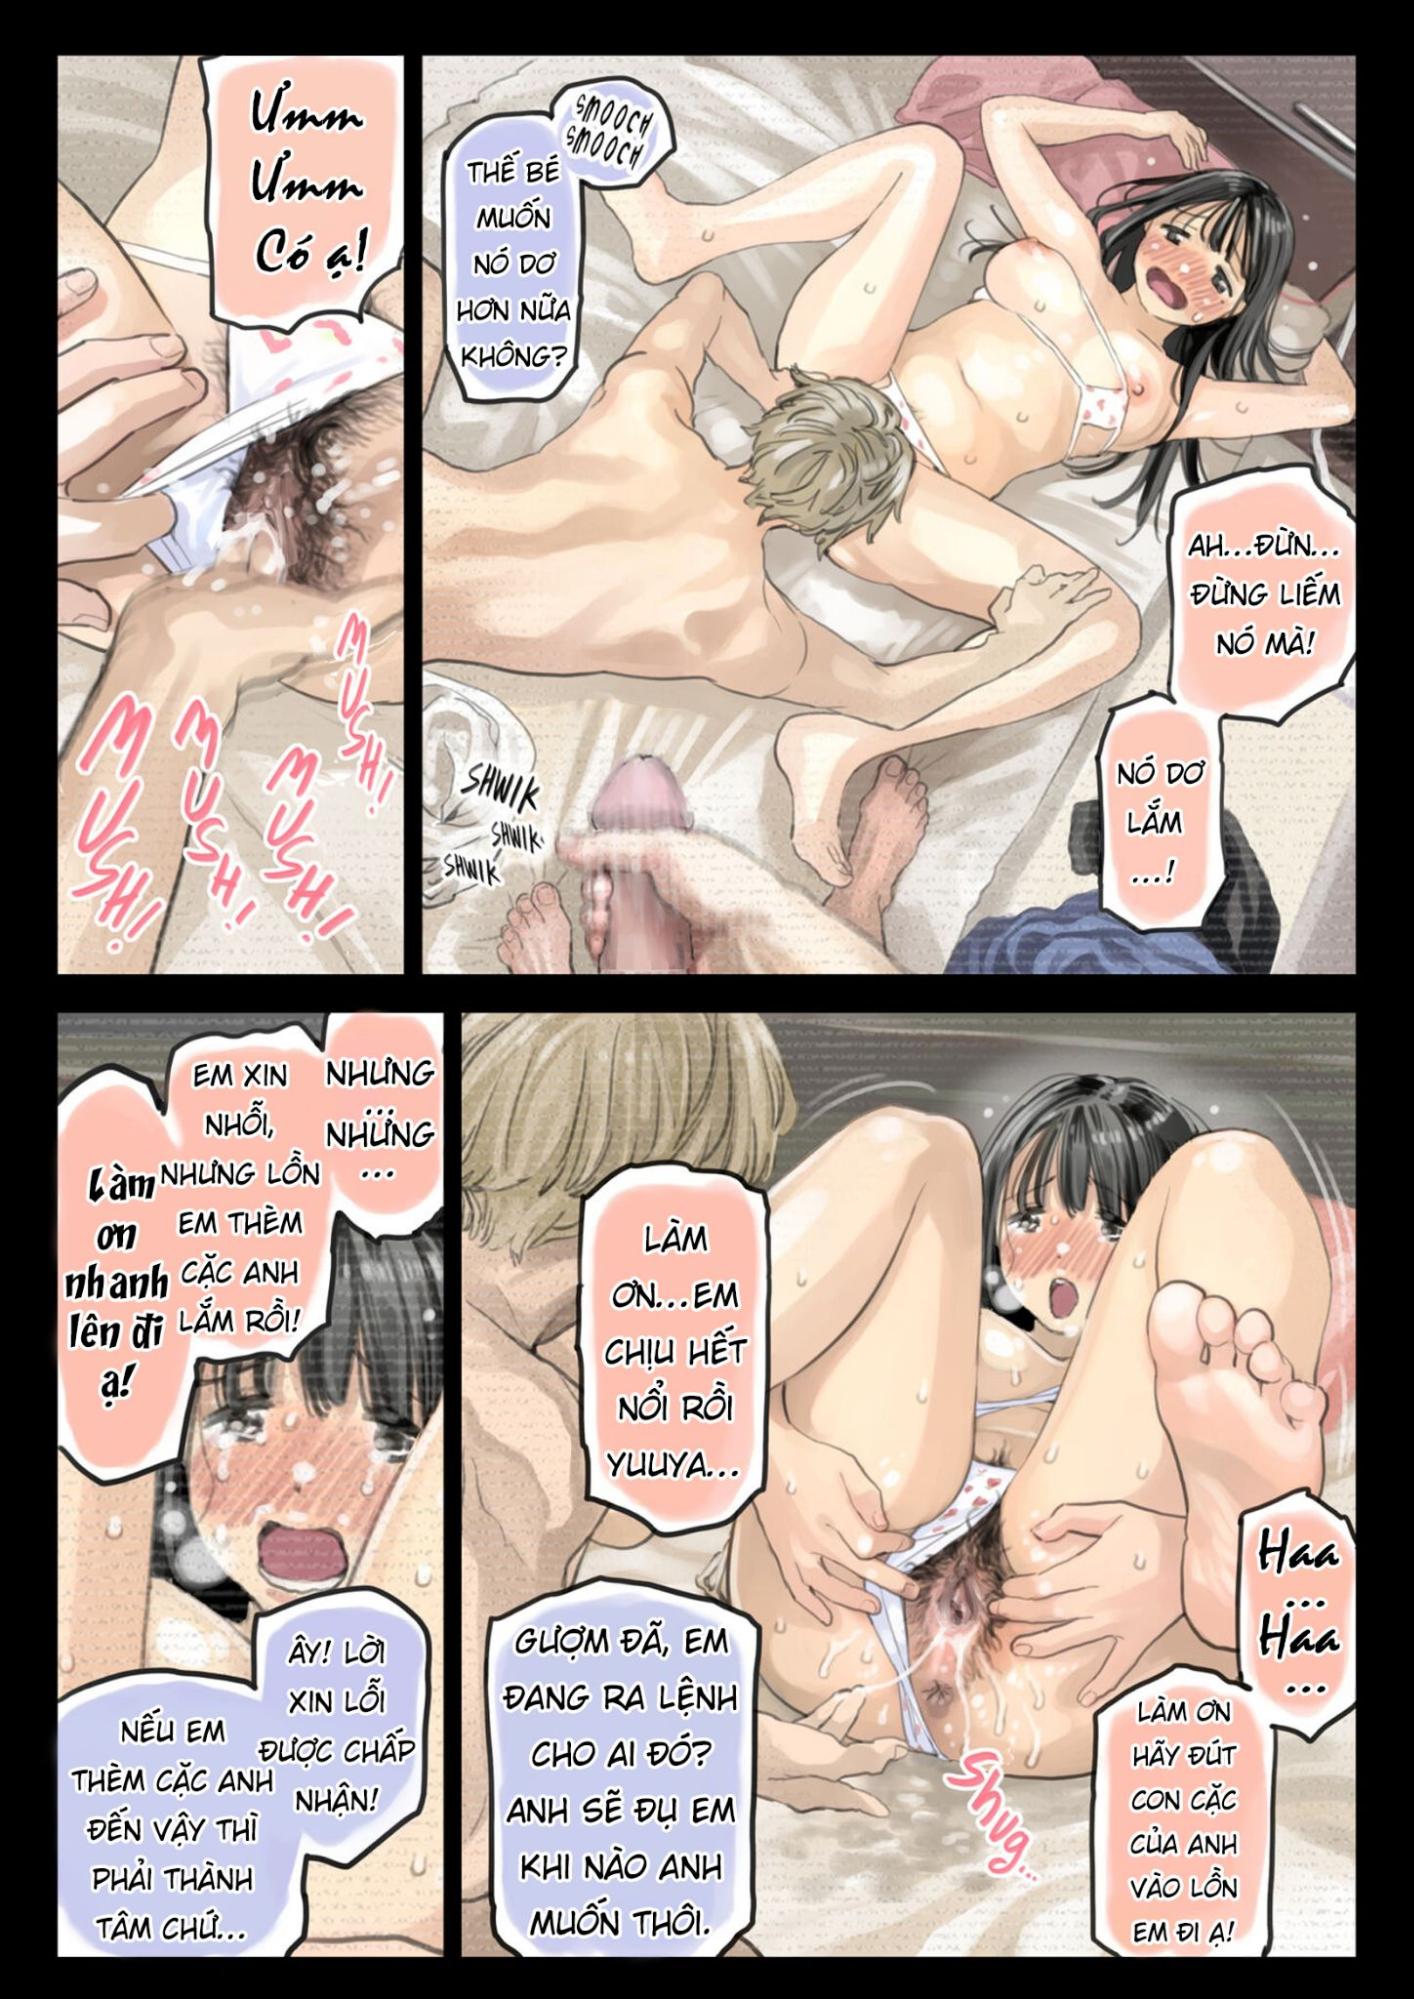 SMOOCH
SMOOCH
THẾ BÉ
MUỐN
NÓ DƠ
HƠN NỮA
KHÔNG?
AH...ĐỪN...
ĐỪNG LIẾM
NÓ MÀ!
NÓ DƠ
LẮM
...!
SHWIK
SHWIK
SHWIK
Ưmm
Ưmm
Có ạ!
MUSH!
MUSH!
MUSH!
MUSH!
LÀM
ƠN...EM
CHỊU HẾT
NỔI RỒI
YUUYA...
Haa
...
Haa
...
LÀM ƠN
HÃY ĐÚT
CON CẶC
CỦA ANH
VÀO LỒN
EM ĐI Ạ!
Shug...
GƯỢM ĐÃ, EM
ĐANG RA LỆNH
CHO AI ĐÓ?
ANH SẼ ĐỤ EM
KHI NÀO ANH
MUỐN THÔI.
NHƯNG
...
NHƯNG
...
EM XIN
NHỖI,
NHƯNG LỒN
EM THÈM
CẶC ANH
LẮM RỒI!
Làm
ơn
nhanh
lên đi
ạ!
ÂY! LỜI
XIN LỖI
ĐƯỢC CHẤP
NHẬN!
NẾU EM
THÈM CẶC ANH
ĐẾN VẬY THÌ
PHẢI THÀNH
TÂM CHỨ...